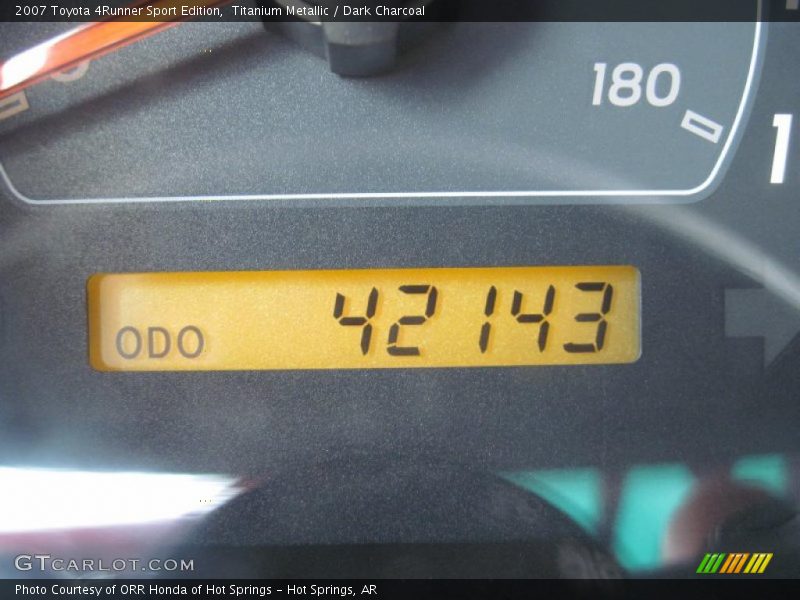 2007 Toyota 4Runner Sport Edition,  Titanium Metallic / Dark Charcoal
180
1
ODO 42143
GTCARLOT.COM
Photo Courtesy of ORR Honda of Hot Springs - Hot Springs, AR